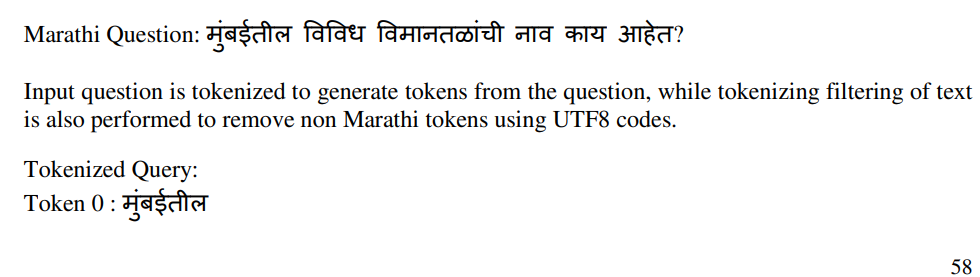 Marathi Question: मुंबईतील विविध विमानतळांची नाव काय आहेत?
Input question is tokenized to generate tokens from the question, while tokenizing filtering of text
is also performed to remove non Marathi tokens using UTF8 codes.
Tokenized Query:
Token 0 : मुंबईतील
58